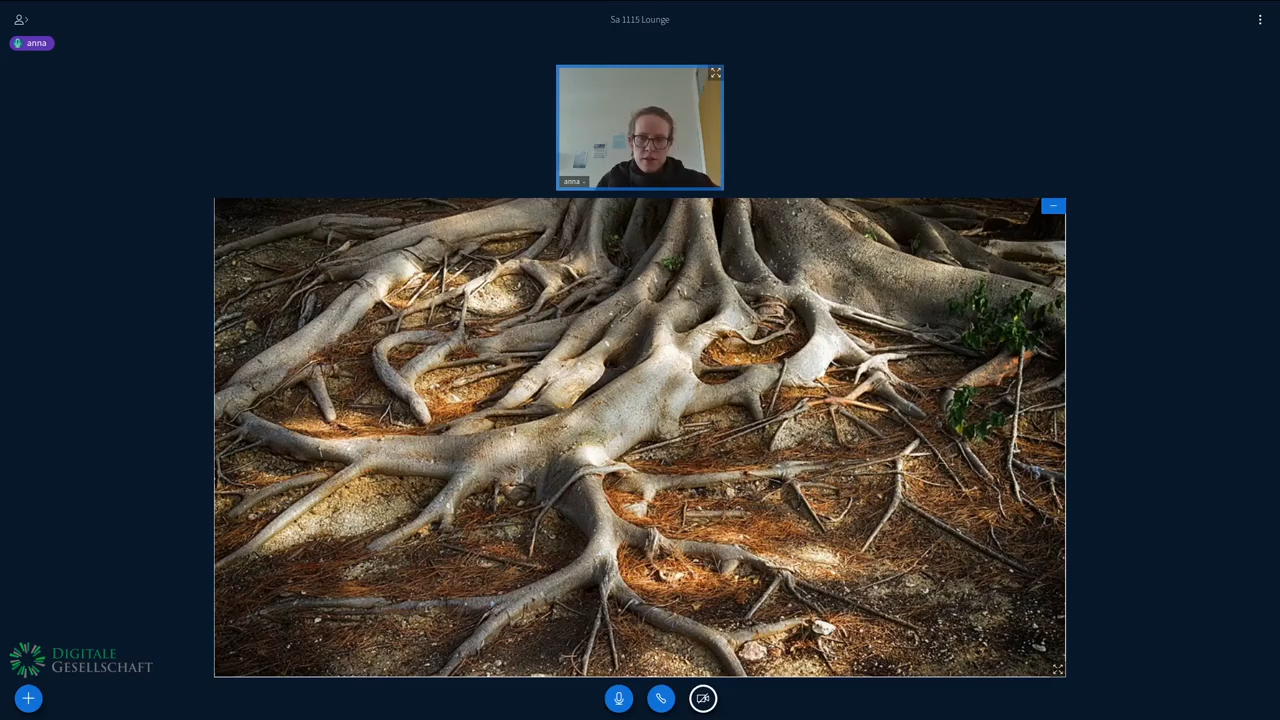 Sa 1115 Lounge
anna
anna
DIGITALE
GESELLSCHAFT